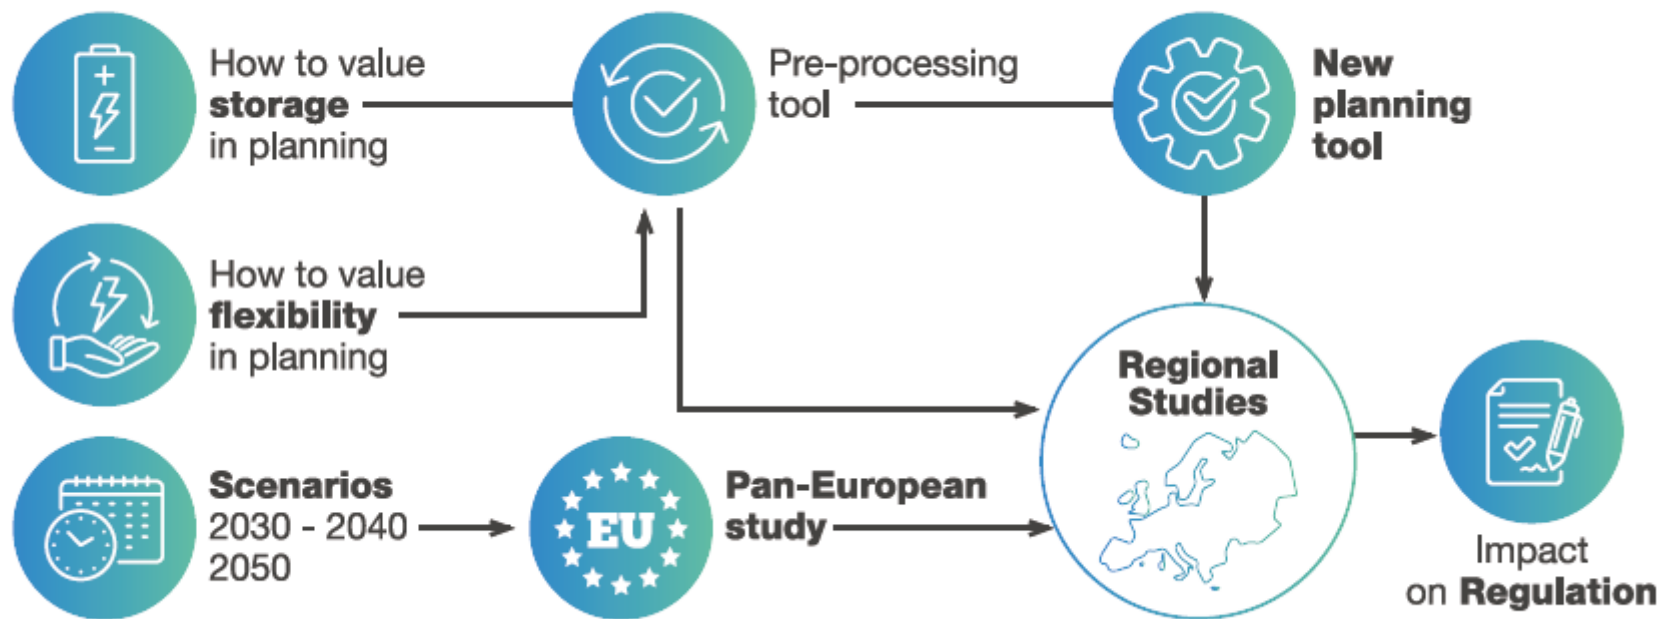 How to value
storage
in planning
Pre-processing
tool
New
planning
tool
How to value
flexibility
in planning
Regional
Studies
Scenarios
2030 - 2040
2050
EU
Pan-European
study
Impact
on Regulation